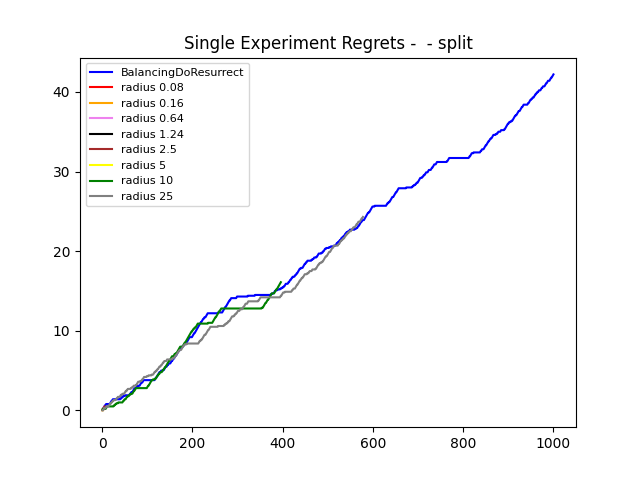 Single Experiment Regrets -  - split
BalancingDoResurrect
radius 0.08
radius 0.16
radius 0.64
radius 1.24
radius 2.5
radius 5
radius 10
radius 25
40
30
20
10
0
0 200 400 600 800 1000